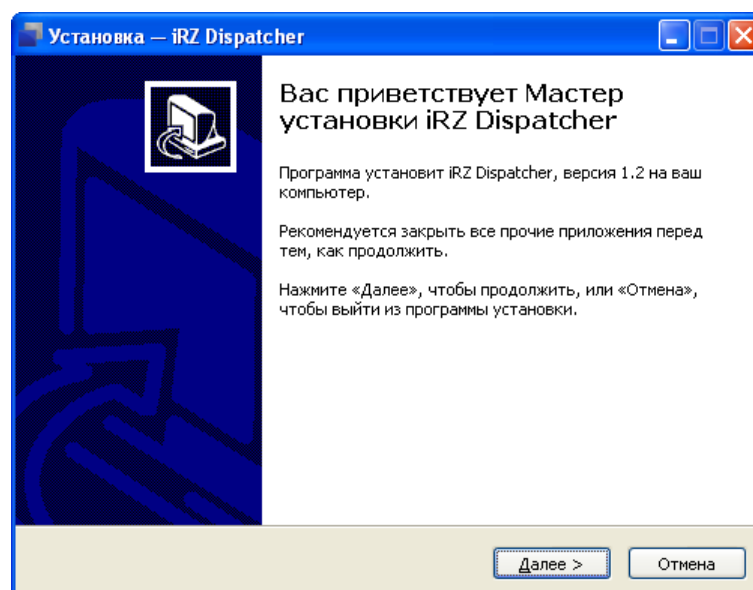 Установка — iRZ Dispatcher
Вас приветствует Мастер
установки iRZ Dispatcher
Программа установит iRZ Dispatcher, версия 1.2 на ваш
компьютер.
Рекомендуется закрыть все прочие приложения перед
тем, как продолжить.
Нажмите «Далее», чтобы продолжить, или «Отмена»,
чтобы выйти из программы установки.
Далее >
Отмена